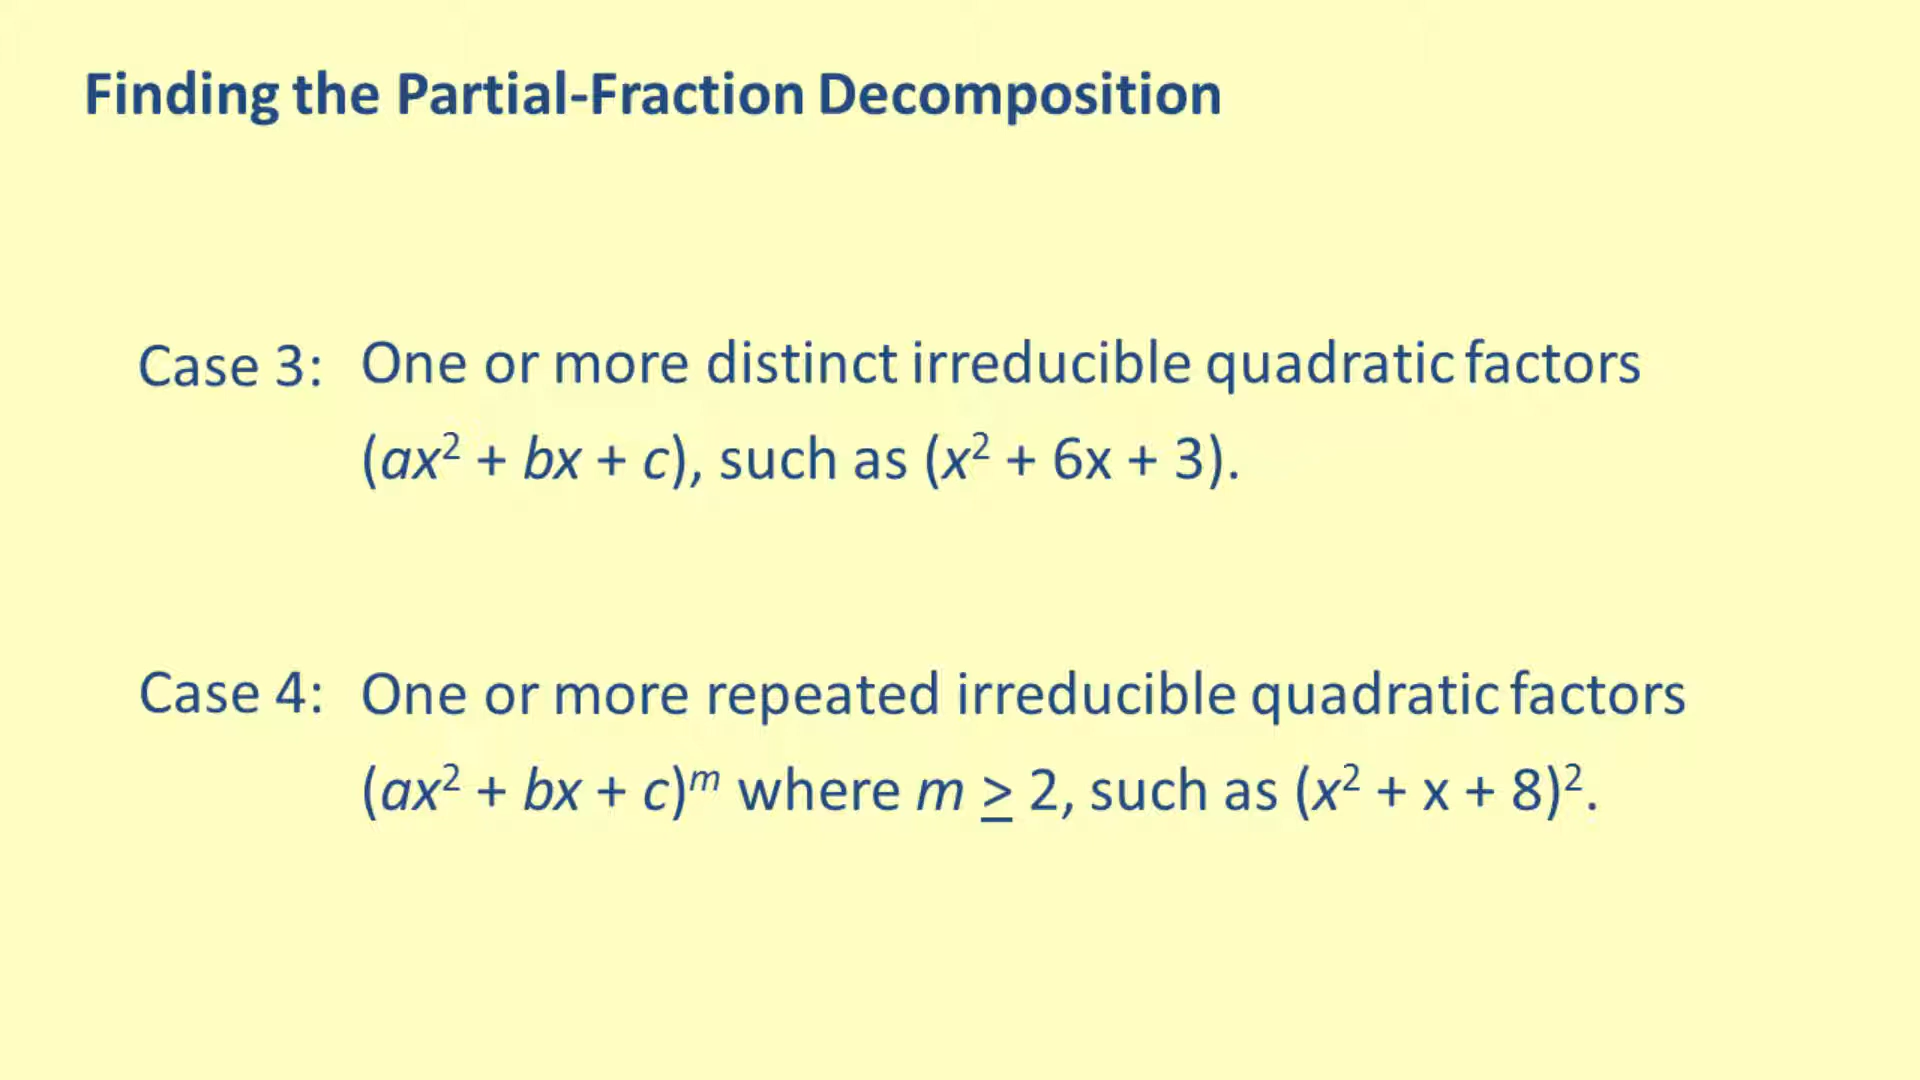 Finding the Partial-Fraction Decomposition
Case 3: One or more distinct irreducible quadratic factors
(ax² + bx + c), such as (x² + 6x + 3).
Case 4: One or more repeated irreducible quadratic factors
(ax² + bx + c)ᵐ where m ≥ 2, such as (x² + x + 8)².